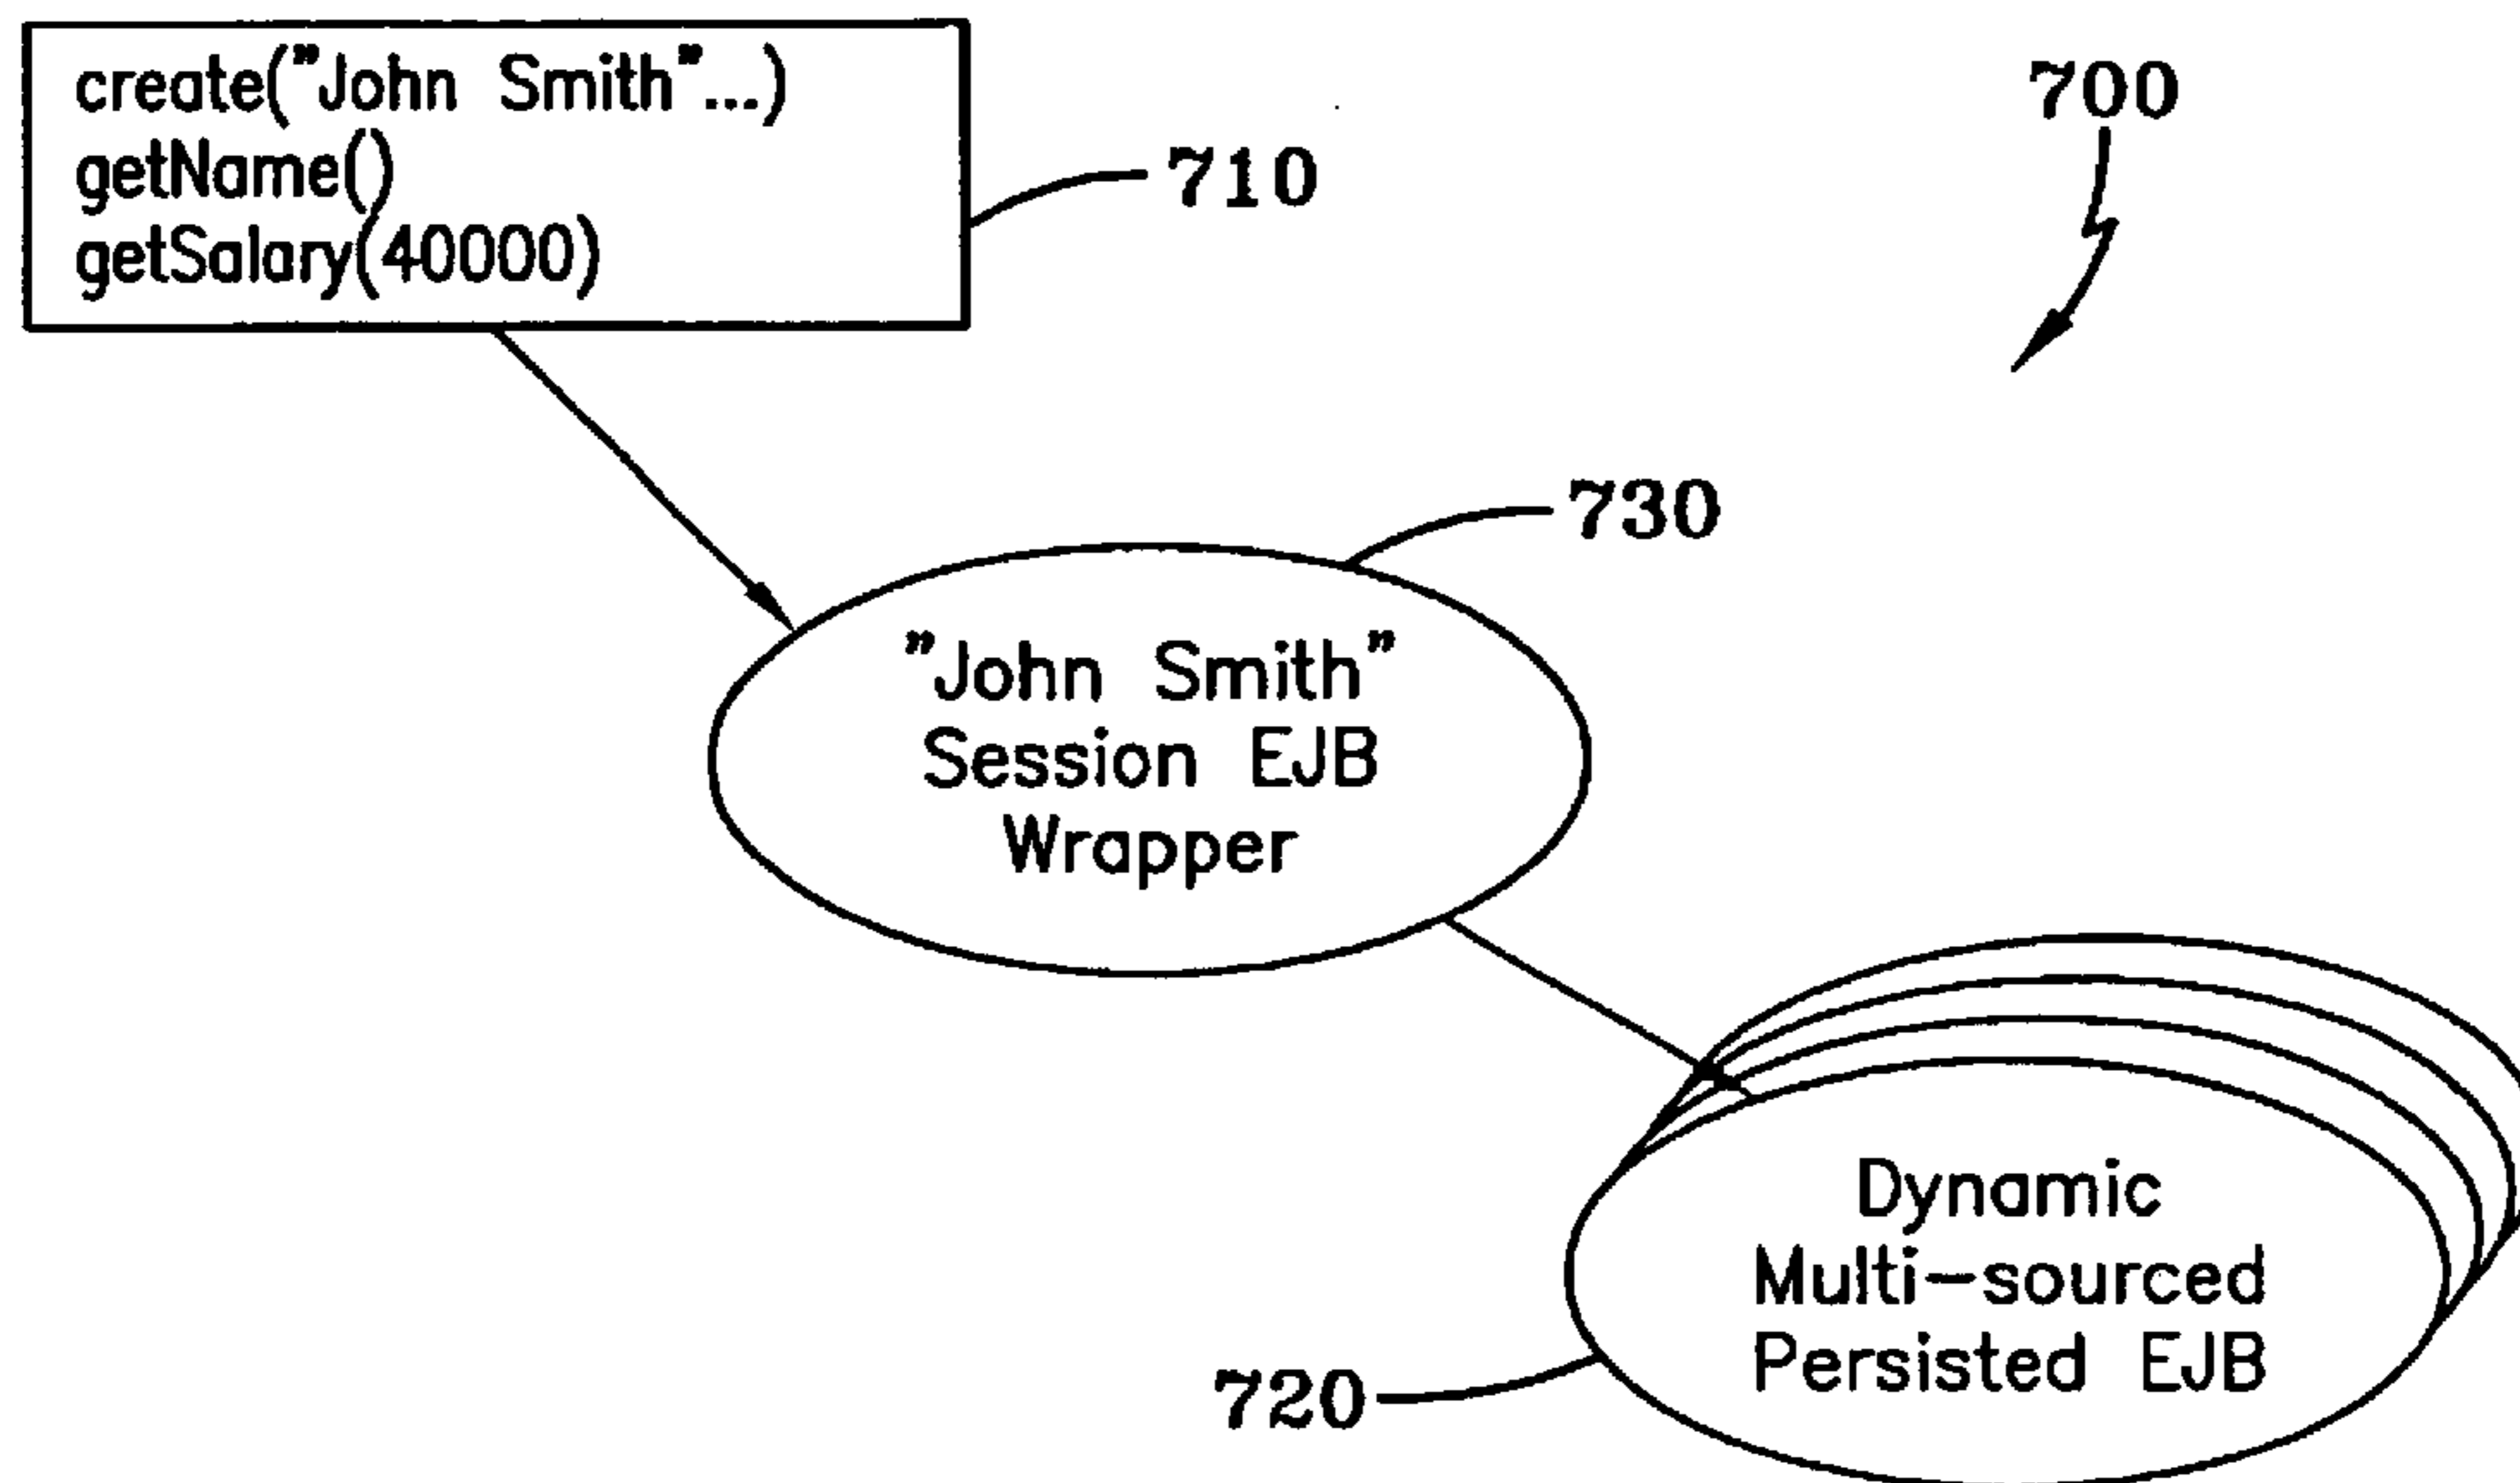 create("John Smith"...)
getName()
getSalary(40000)
710
700
730
"John Smith"
Session EJB
Wrapper
Dynamic
Multi-sourced
Persisted EJB
720